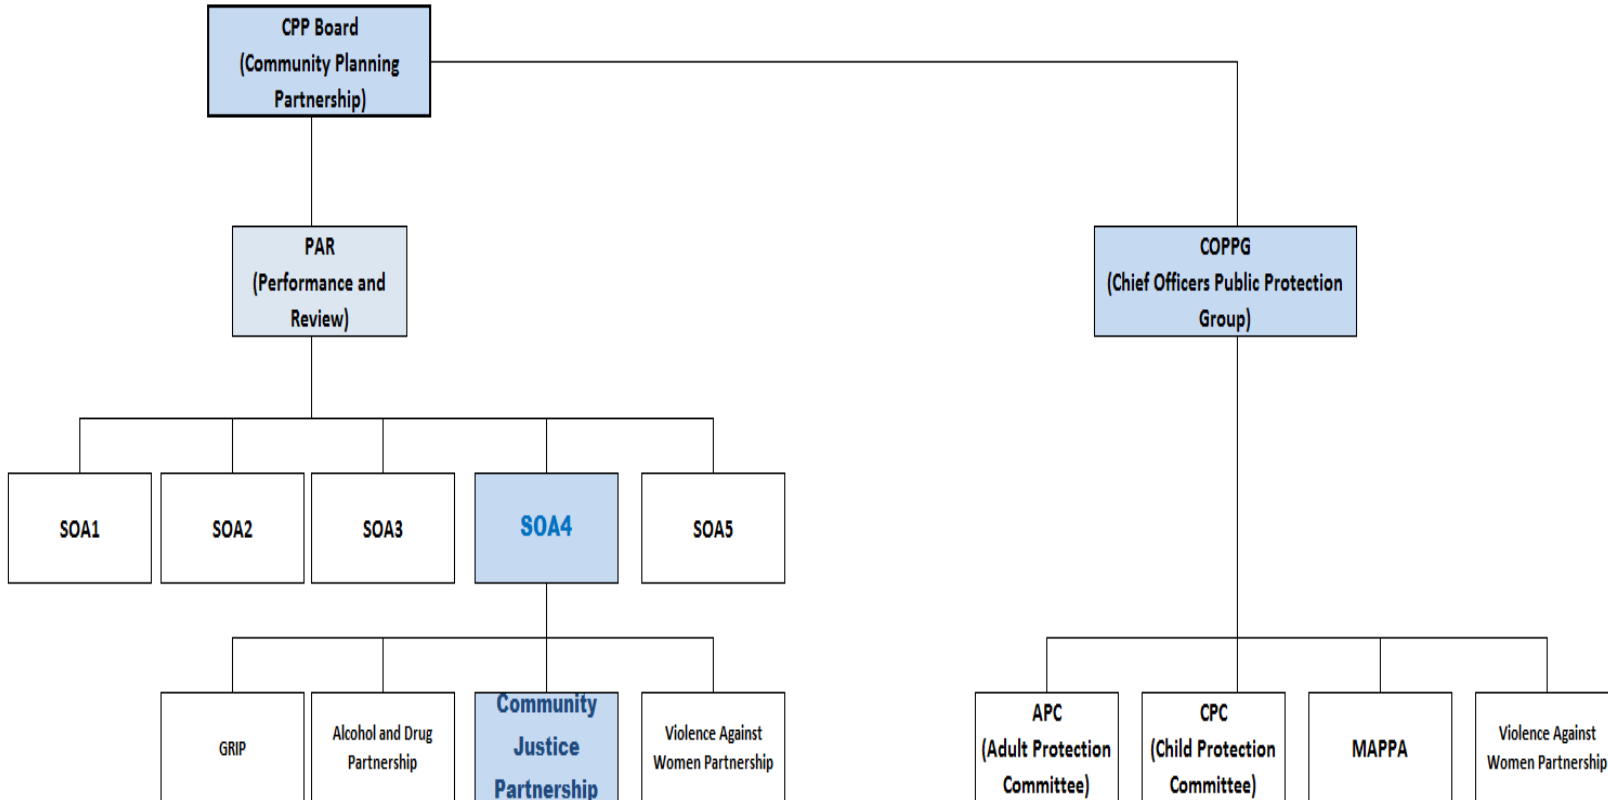 CPP Board
(Community Planning
Partnership)
PAR
(Performance and
Review)
COPPG
(Chief Officers Public Protection
Group)
SOA1
SOA2
SOA3
SOA4
SOA5
GRIP
Alcohol and Drug
Partnership
Community
Justice
Partnership
Violence Against
Women Partnership
APC
(Adult Protection
Committee)
CPC
(Child Protection
Committee)
MAPPA
Violence Against
Women Partnership